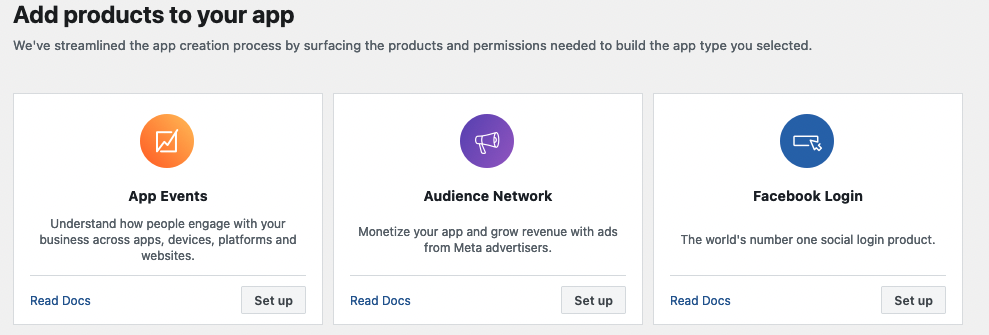 Add products to your app
We've streamlined the app creation process by surfacing the products and permissions needed to build the app type you selected.
App Events
Understand how people engage with your
business across apps, devices, platforms and
websites.
Read Docs
Set up
Audience Network
Monetize your app and grow revenue with ads
from Meta advertisers.
Read Docs
Set up
Facebook Login
The world's number one social login product.
Read Docs
Set up